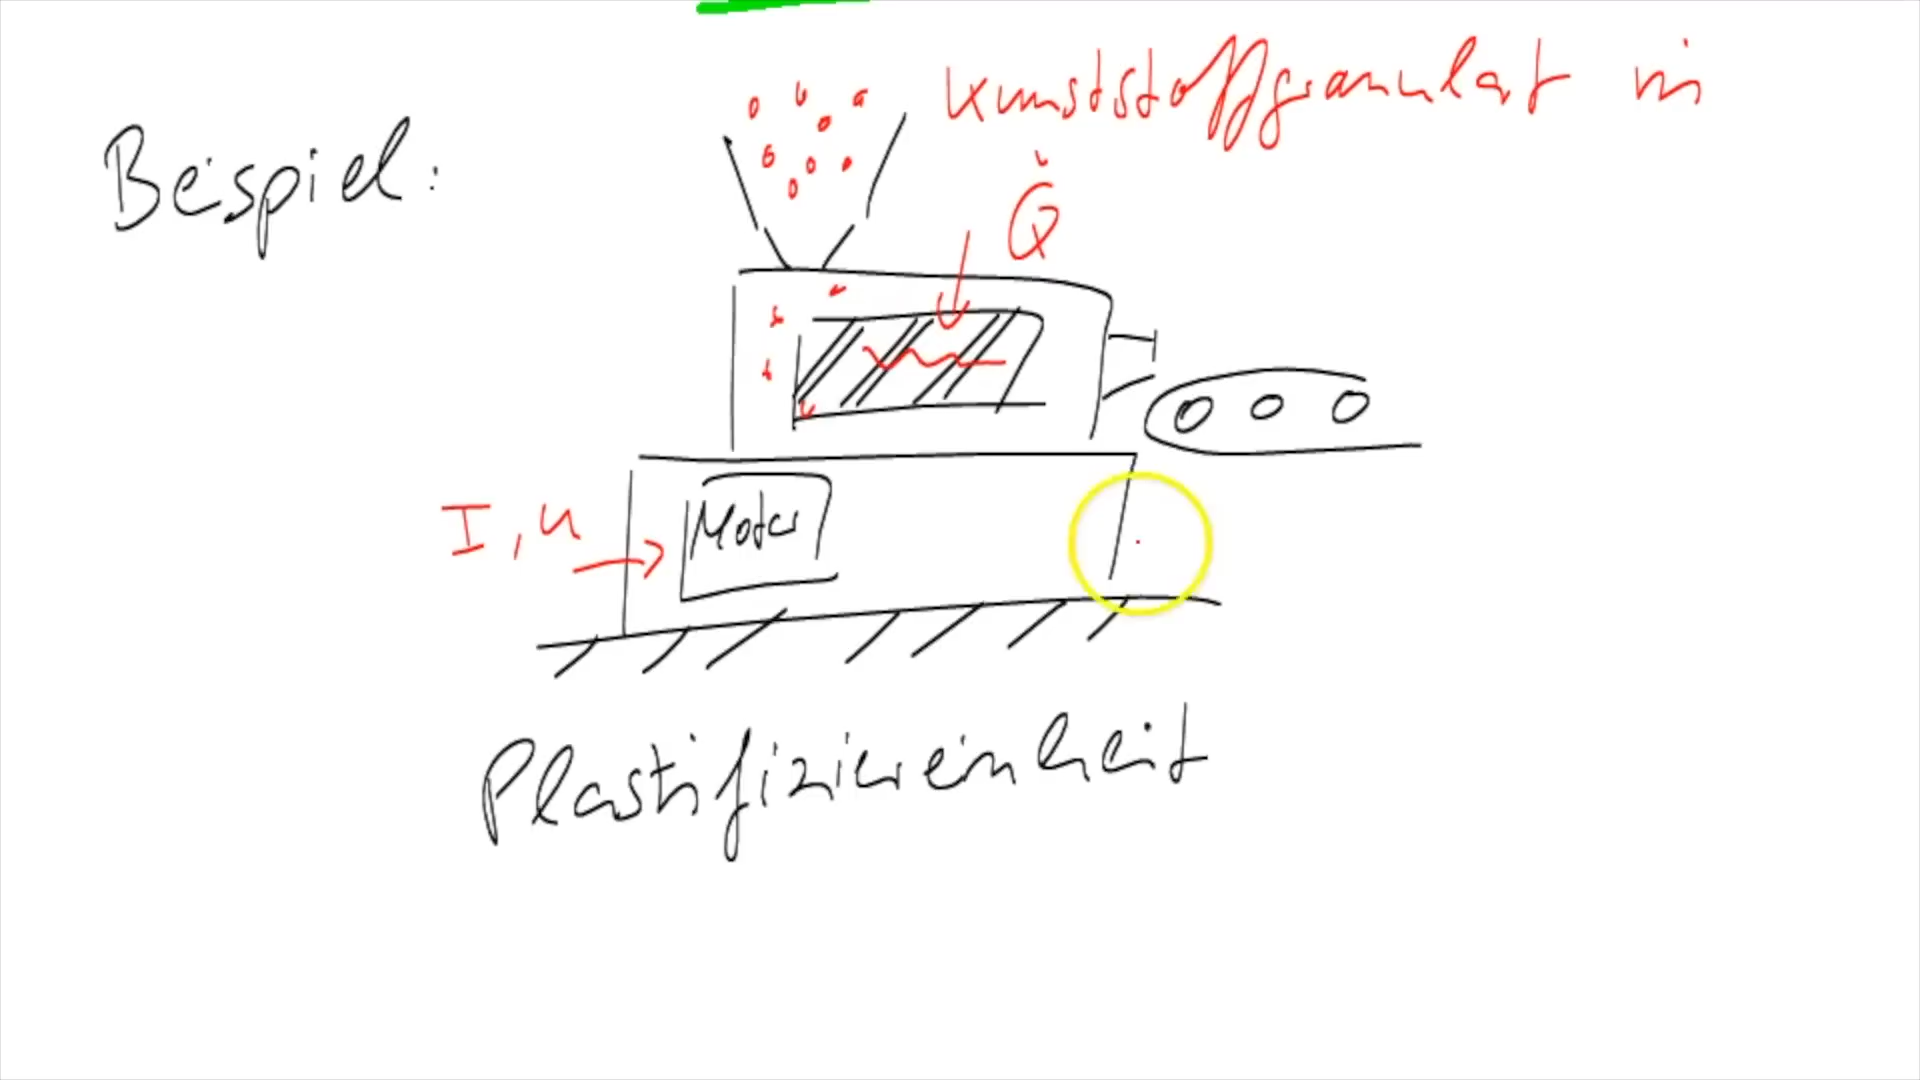 Kunststoffgranulat ṁ
Beispiel:
Q̇
I, U
Motor
Plastifiziereinheit